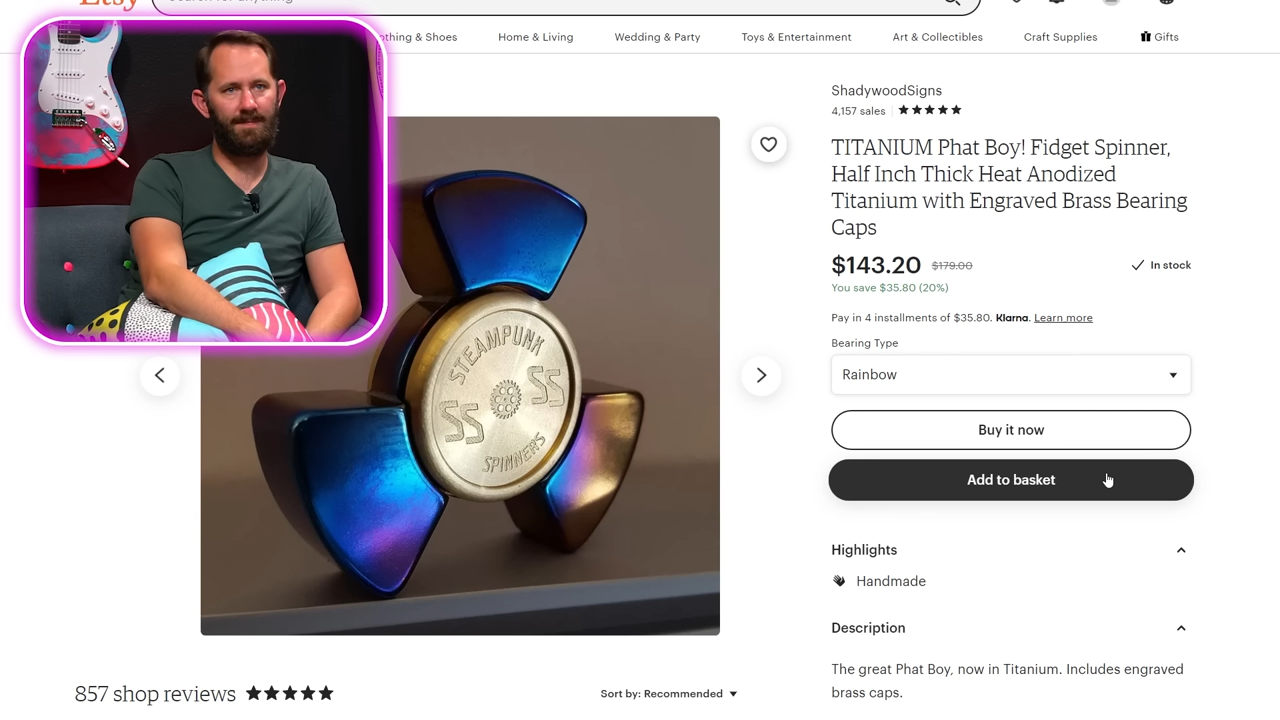 Etsy
Search for anything
othing & Shoes
Home & Living
Wedding & Party
Toys & Entertainment
Art & Collectibles
Craft Supplies
Gifts
ShadywoodSigns
4,157 sales
TITANIUM Phat Boy! Fidget Spinner,
Half Inch Thick Heat Anodized
Titanium with Engraved Brass Bearing
Caps
$143.20 $179.00
In stock
You save $35.80 (20%)
Pay in 4 installments of $35.80. Klarna. Learn more
Bearing Type
Rainbow
Buy it now
Add to basket
Highlights
Handmade
Description
The great Phat Boy, now in Titanium. Includes engraved
brass caps.
STEAMPUNK
SS SS
SPINNERS
857 shop reviews
Sort by: Recommended